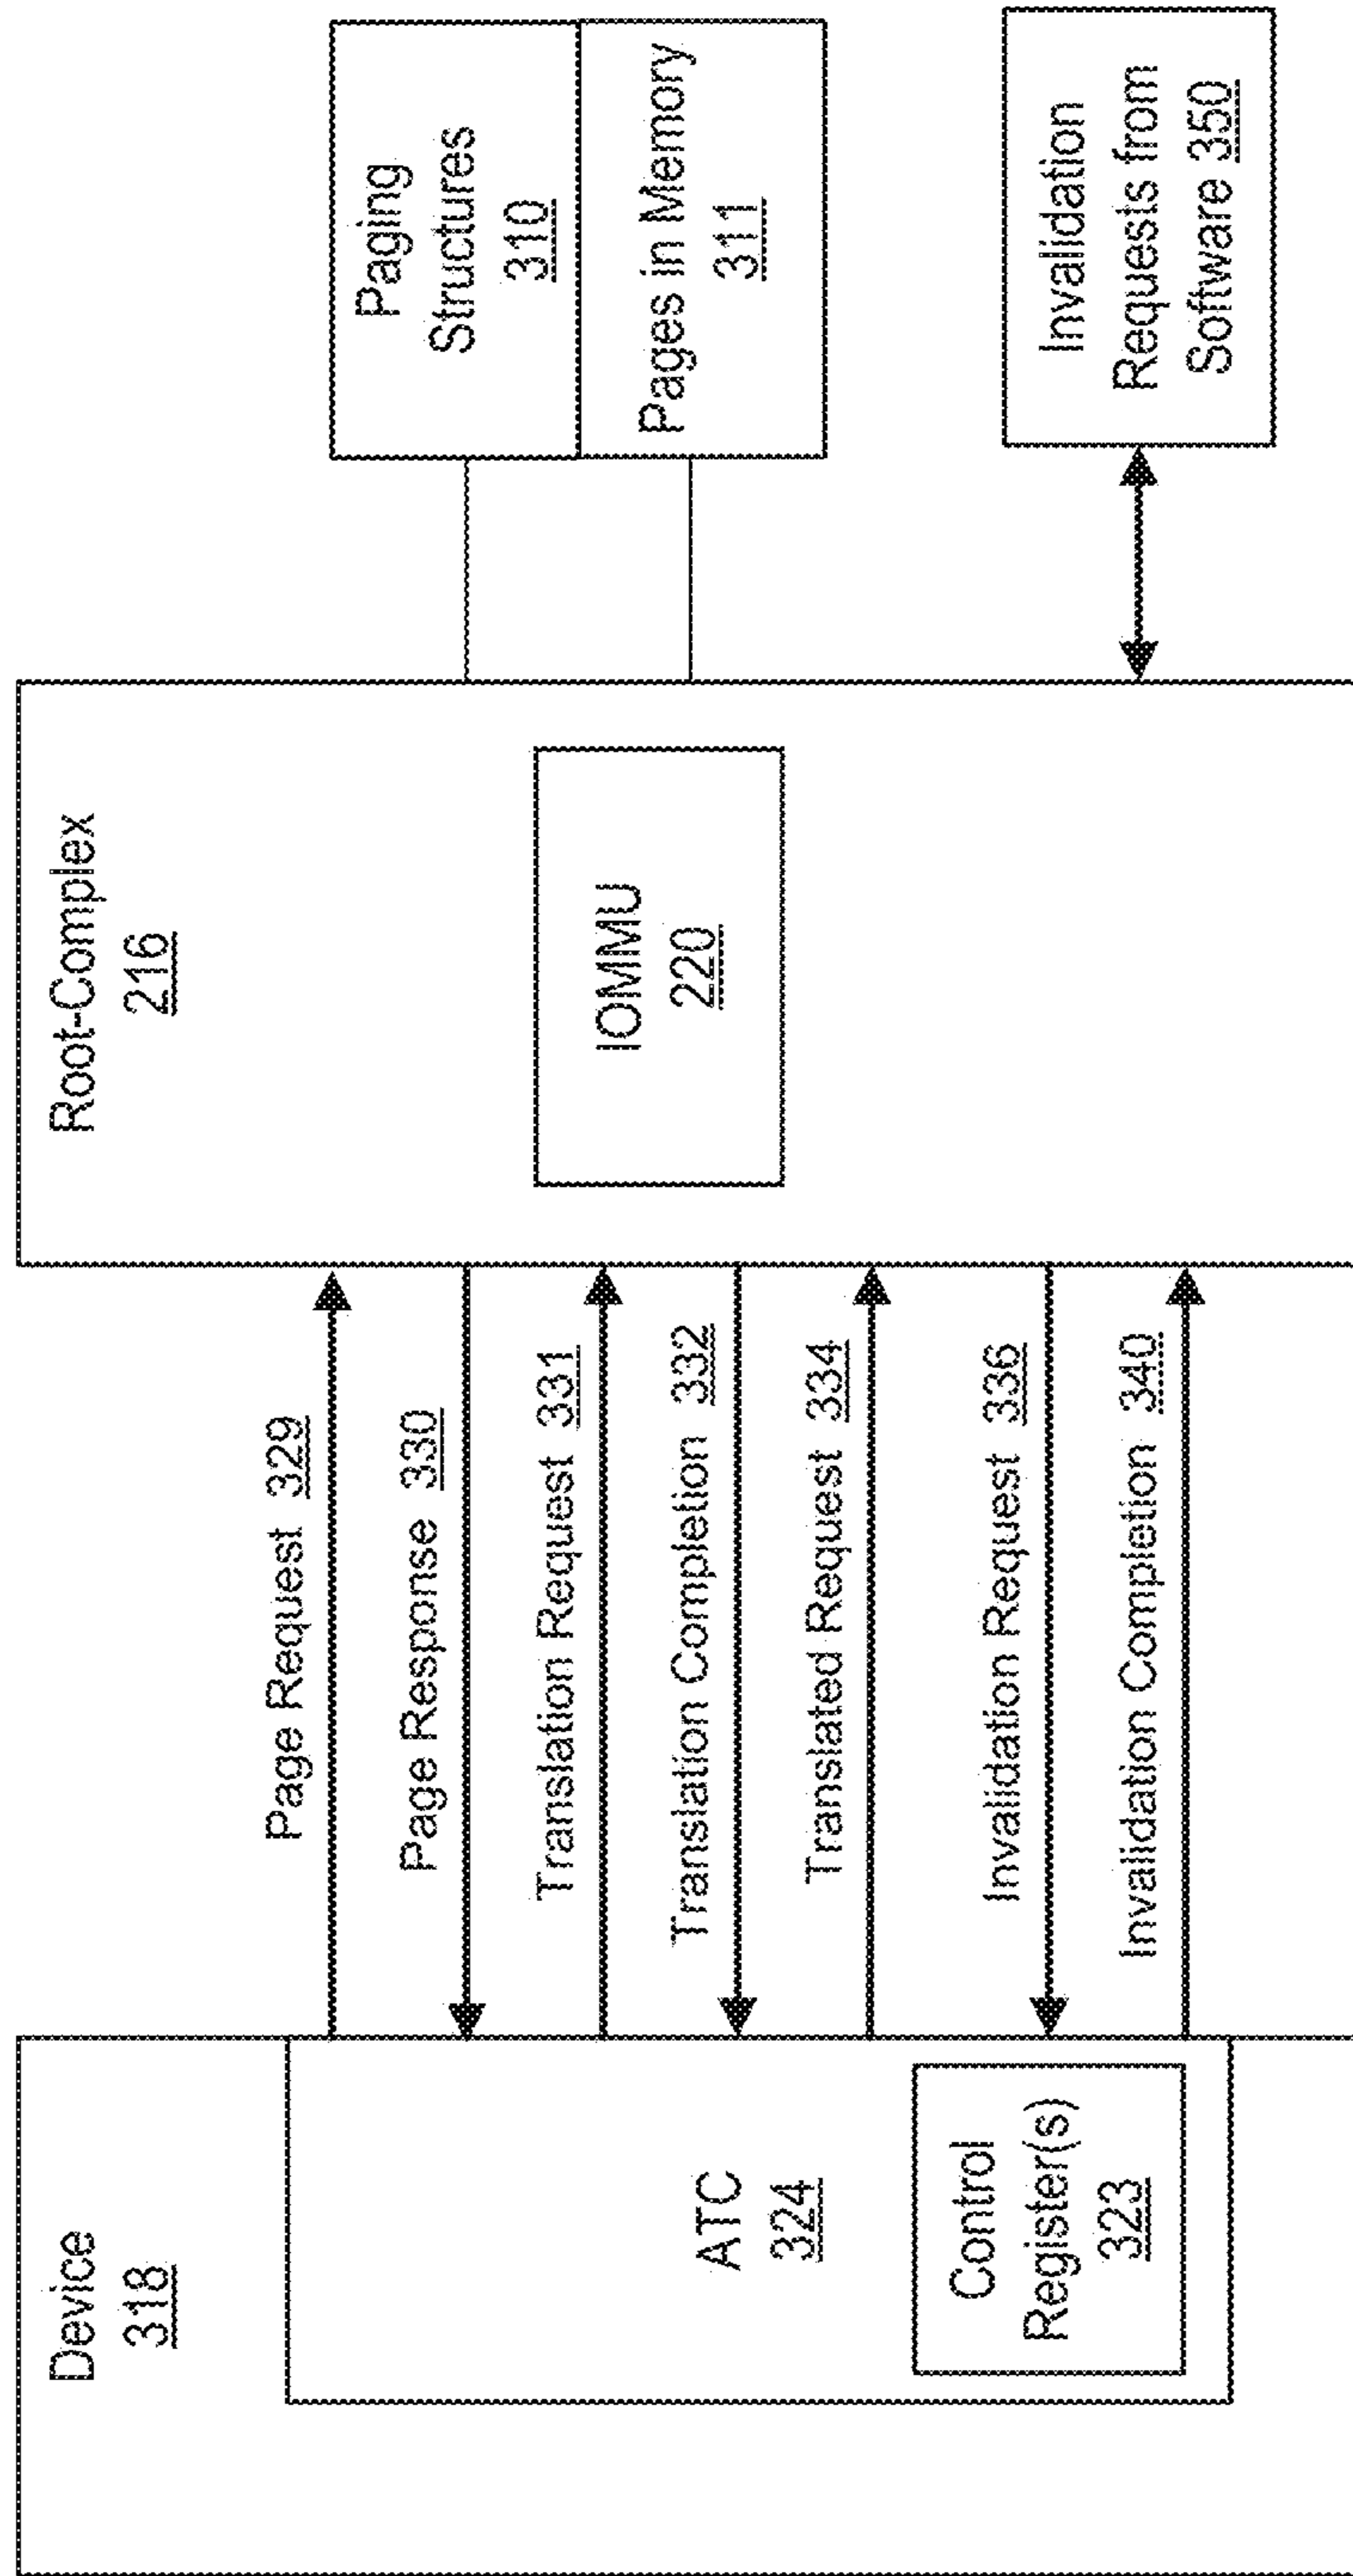 Device
318
ATC
324
Control
Register(s)
323
Page Request 329
Page Response 330
Translation Request 331
Translation Completion 332
Translated Request 334
Invalidation Request 336
Invalidation Completion 340
Root-Complex
216
IOMMU
220
Paging
Structures
310
Pages in Memory
311
Invalidation
Requests from
Software 350